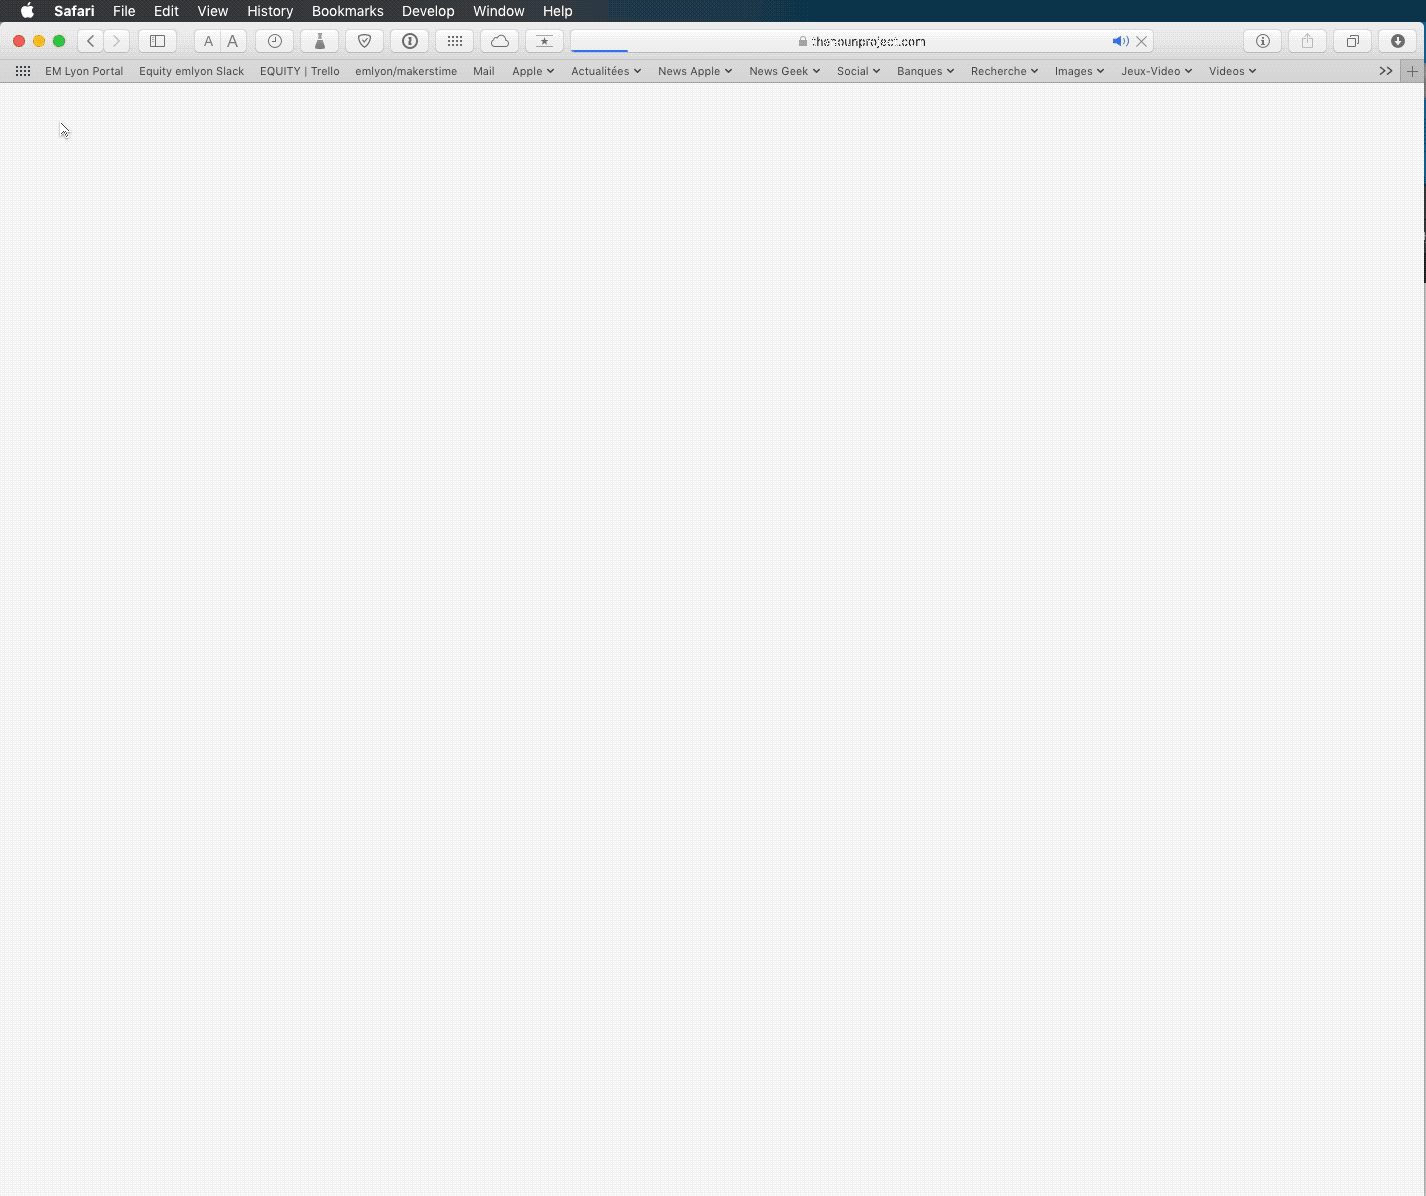 Safari File Edit View History Bookmarks Develop Window Help
A A thenounproject.com
EM Lyon Portal Equity emlyon Slack EQUITY | Trello emlyon/makerstime Mail Apple Actualitées News Apple News Geek Social Banques Recherche Images Jeux-Video Videos >> +